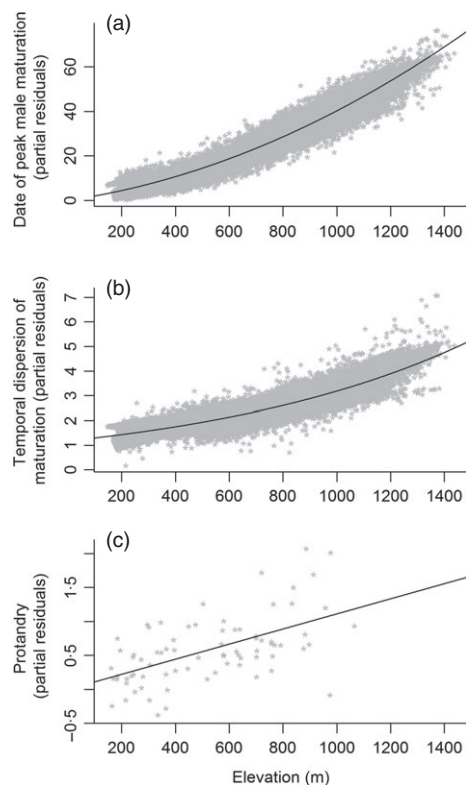 (a)
Date of peak male maturation
(partial residuals)
60
40
20
0
200 400 600 800 1000 1200 1400
(b)
Temporal dispersion of
maturation (partial residuals)
7
6
5
4
3
2
1
0
200 400 600 800 1000 1200 1400
(c)
Protandry
(partial residuals)
1·5
0·5
−0·5
200 400 600 800 1000 1200 1400
Elevation (m)